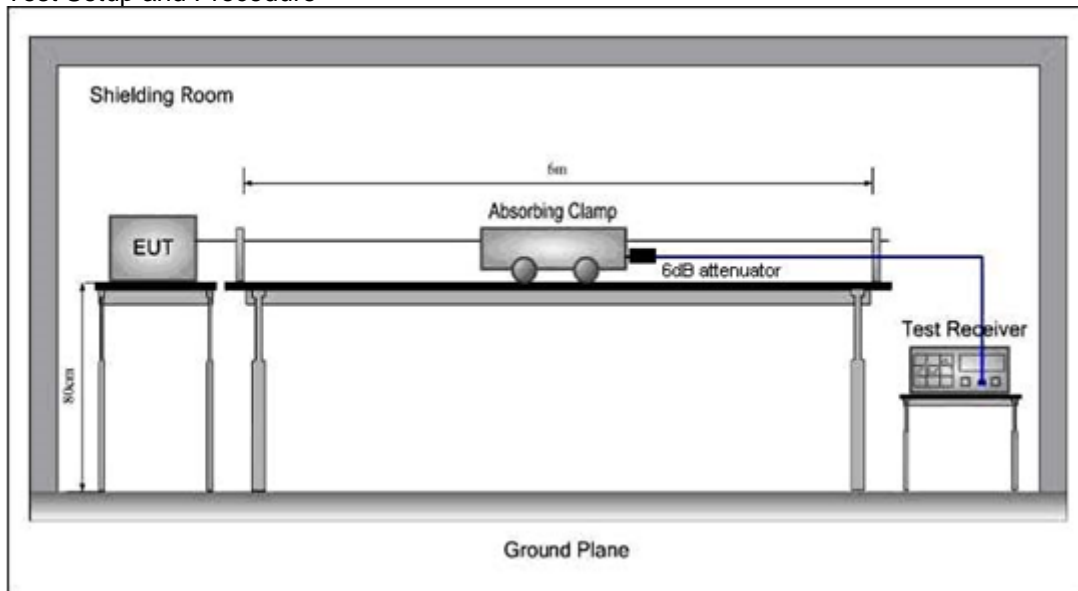 Test Setup and Procedure
Shielding Room
6m
Absorbing Clamp
EUT
6dB attenuator
Test Receiver
80cm
Ground Plane